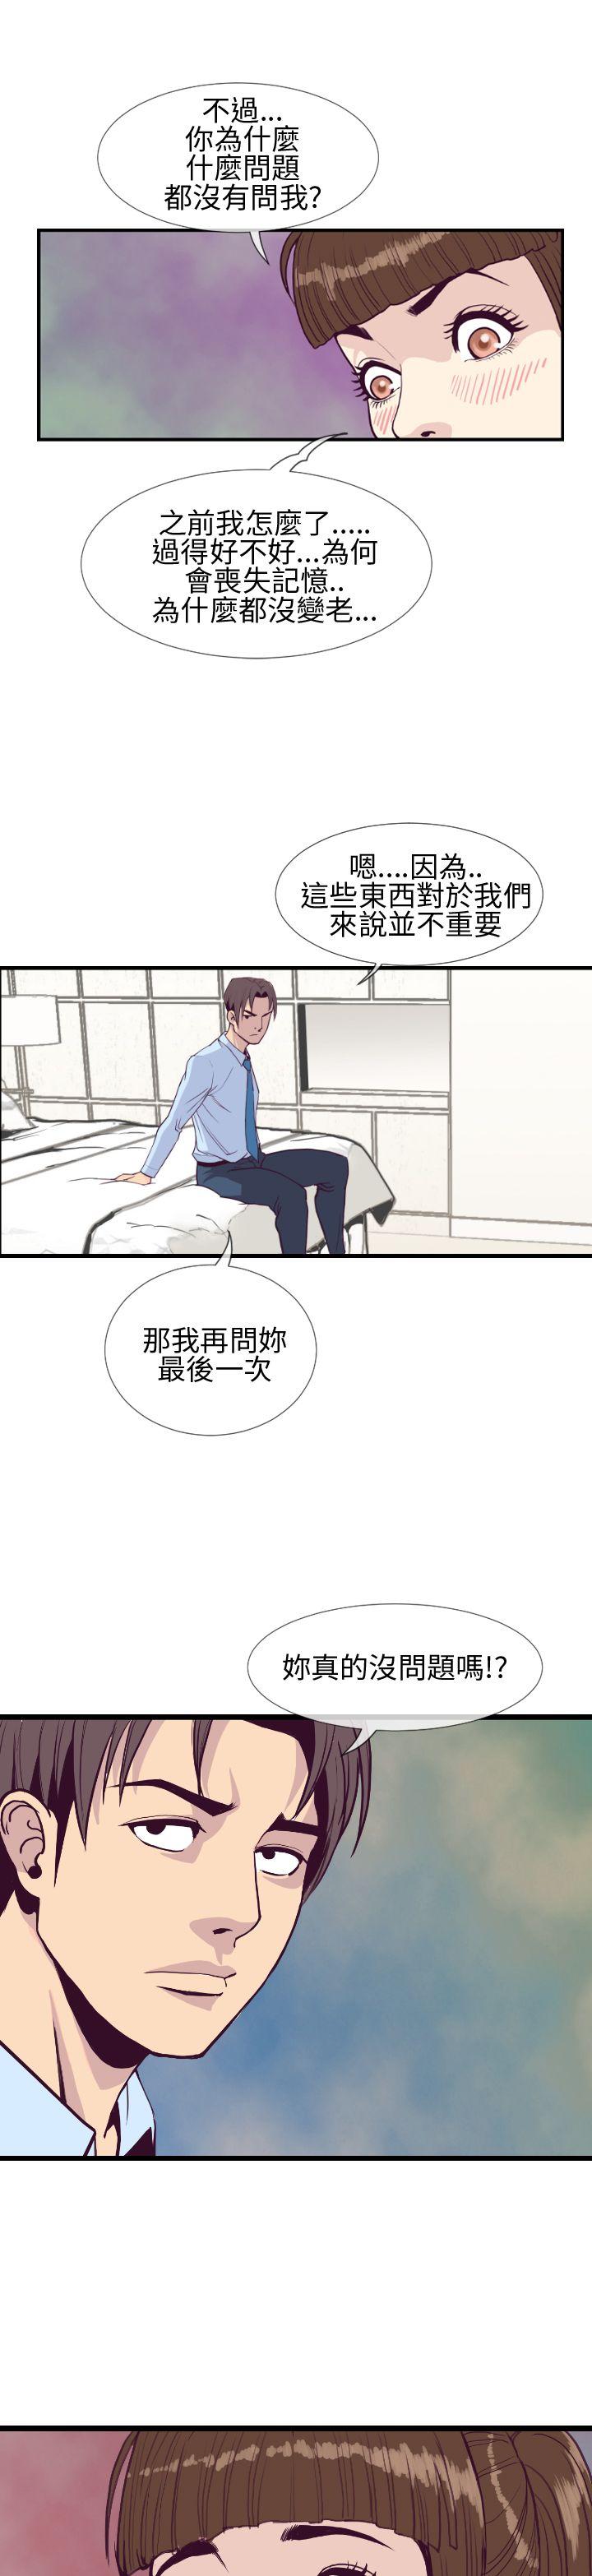 不過...
你為什麼
什麼問題
都沒有問我?
之前我怎麼了.....
過得好不好...為何
會喪失記憶..
為什麼都沒變老...
嗯....因為..
這些東西對於我們
來說並不重要
那我再問妳
最後一次
妳真的沒問題嗎!?